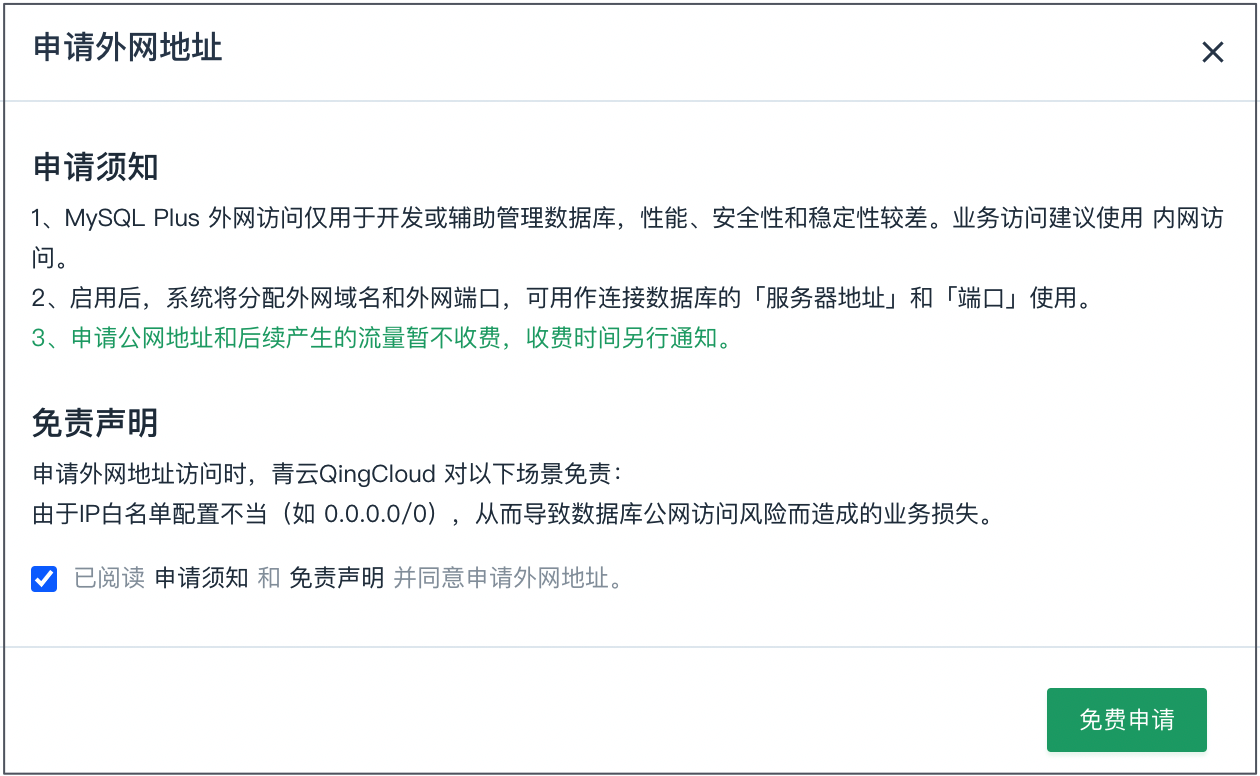 申请外网地址
申请须知
1、MySQL Plus 外网访问仅用于开发或辅助管理数据库，性能、安全性和稳定性较差。业务访问建议使用 内网访
问。
2、启用后，系统将分配外网域名和外网端口，可用作连接数据库的「服务器地址」和「端口」使用。
3、申请公网地址和后续产生的流量暂不收费，收费时间另行通知。
免责声明
申请外网地址访问时，青云QingCloud 对以下场景免责：
由于IP白名单配置不当（如 0.0.0.0/0），从而导致数据库公网访问风险而造成的业务损失。
已阅读 申请须知 和 免责声明 并同意申请外网地址。
免费申请